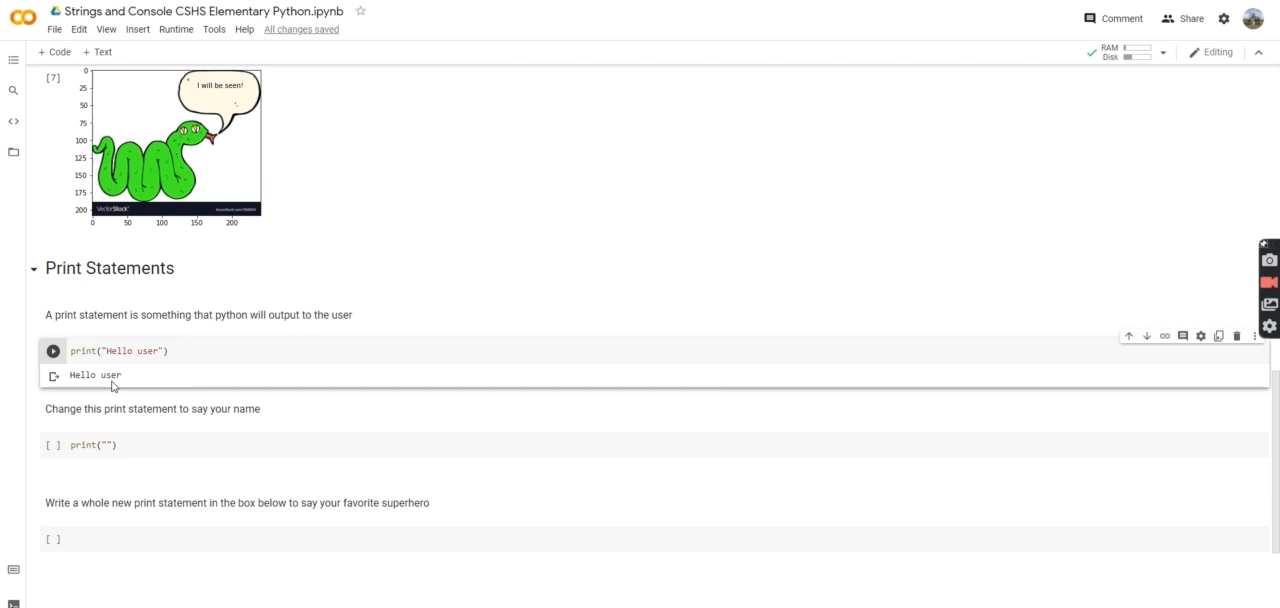 Strings and Console CSHS Elementary Python.ipynb
Comment
Share
File Edit View Insert Runtime Tools Help All changes saved
+ Code + Text
RAM
Disk
Editing
[7]
I will be seen!
0
25
50
75
100
125
150
175
200
VectorStock
0 50 100 150 200
Print Statements
A print statement is something that python will output to the user
print("Hello user")
Hello user
Change this print statement to say your name
[ ] print("")
Write a whole new print statement in the box below to say your favorite superhero
[ ]